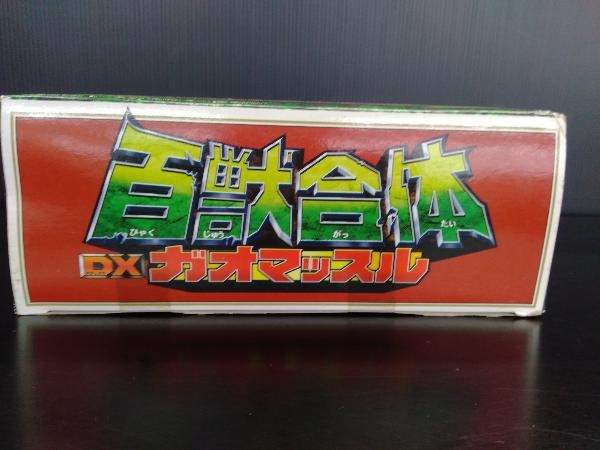 百獣合体
ひゃく じゅう がっ たい
DX ガオマッスル